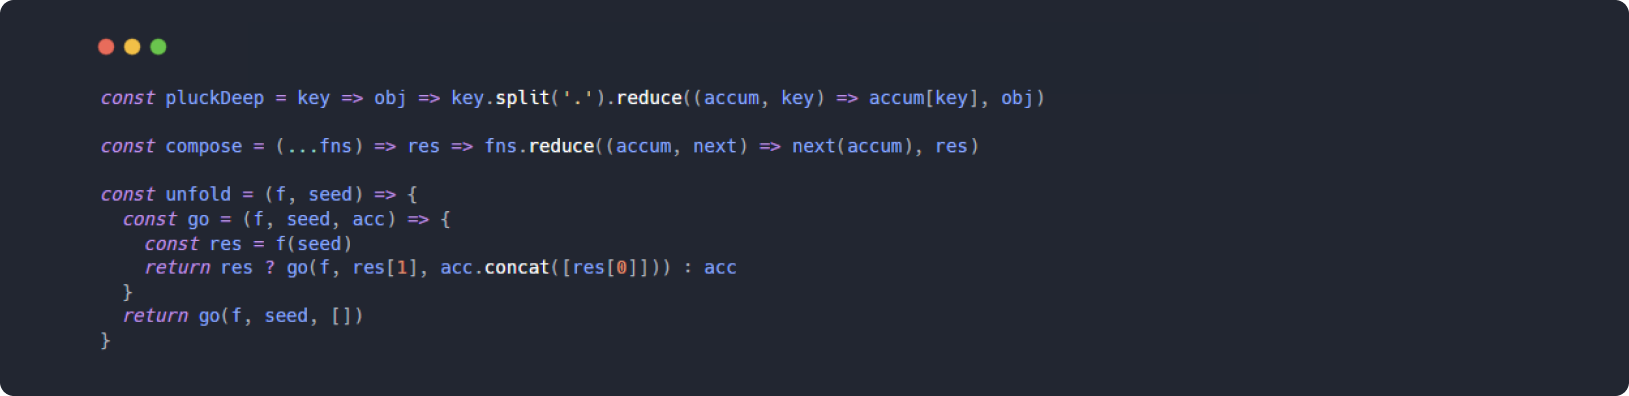 const pluckDeep = key => obj => key.split('.').reduce((accum, key) => accum[key], obj)
const compose = (...fns) => res => fns.reduce((accum, next) => next(accum), res)
const unfold = (f, seed) => {
  const go = (f, seed, acc) => {
    const res = f(seed)
    return res ? go(f, res[1], acc.concat([res[0]])) : acc
  }
  return go(f, seed, [])
}